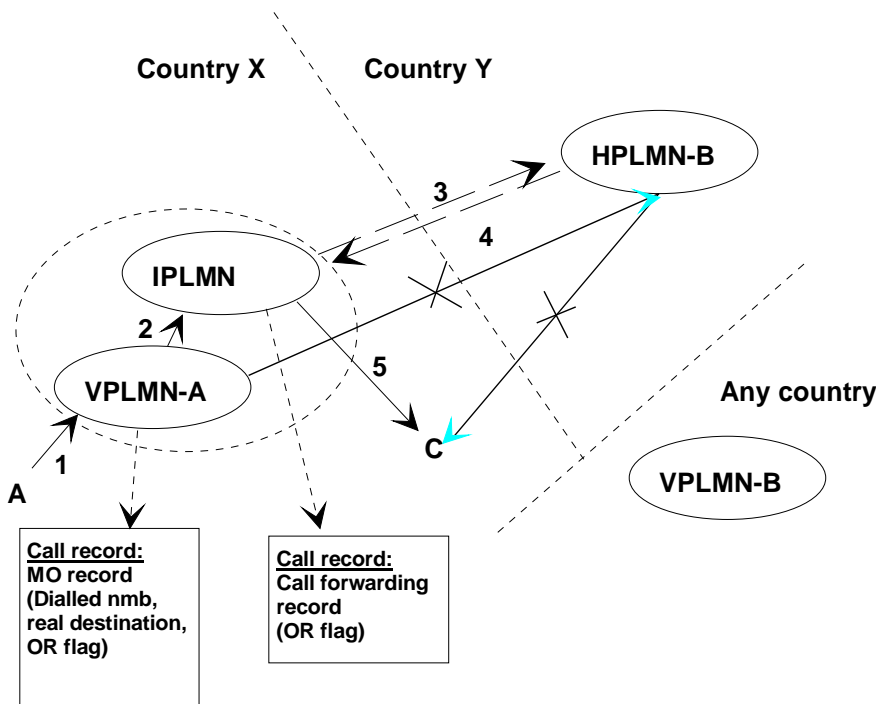 Country X
Country Y
HPLMN-B
3
4
IPLMN
2
5
VPLMN-A
Any country
C
1
A
VPLMN-B
Call record:
MO record
(Dialled nmb,
real destination,
OR flag)
Call record:
Call forwarding
record
(OR flag)